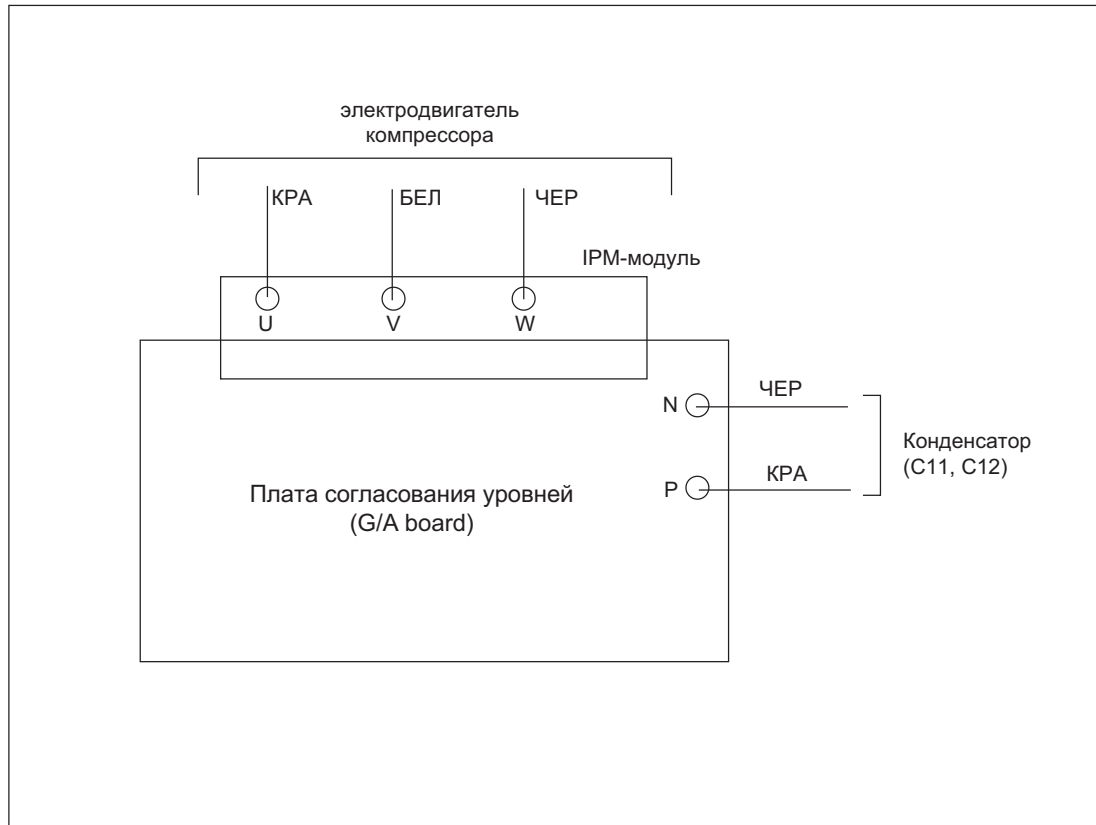 электродвигатель
компрессора
КРА
БЕЛ
ЧЕР
IPM-модуль
U
V
W
N
ЧЕР
P
КРА
Конденсатор
(C11, C12)
Плата согласования уровней
(G/A board)